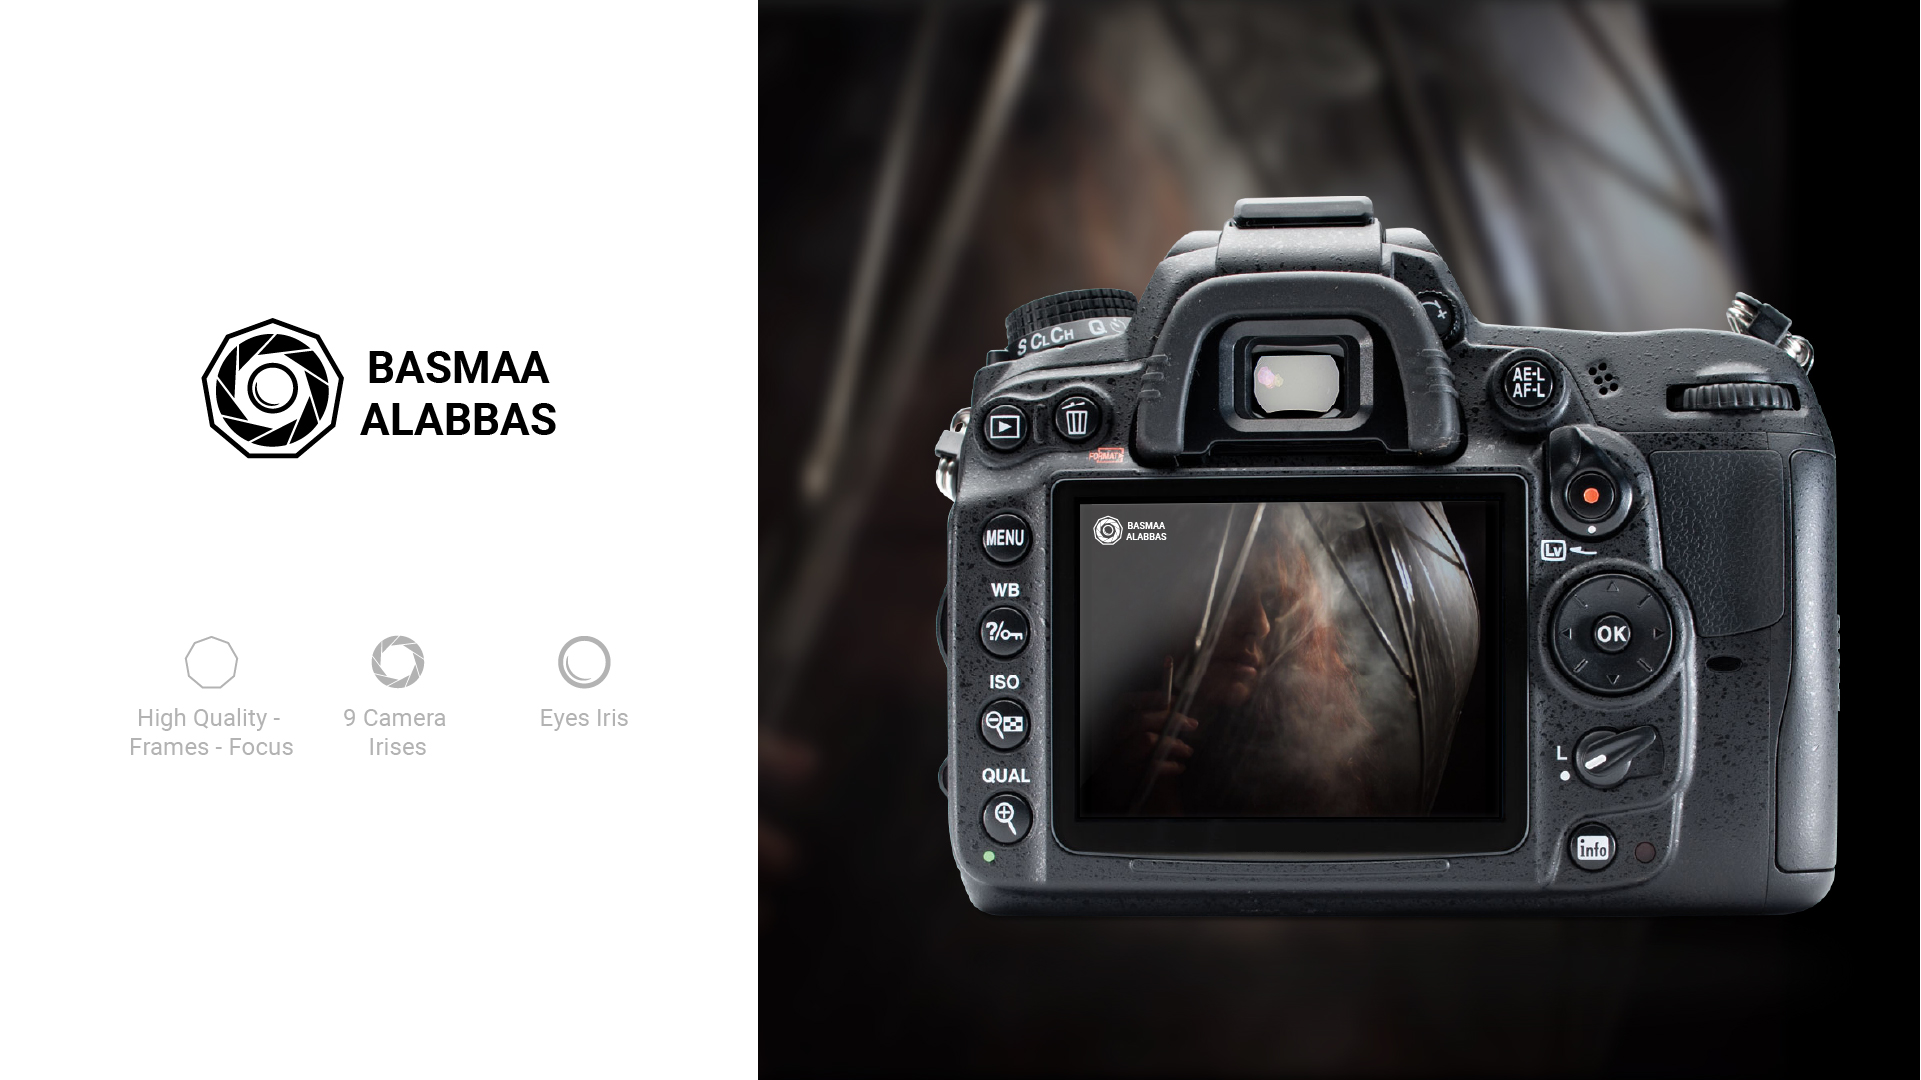 BASMAA
ALABBAS
High Quality -
Frames - Focus
9 Camera
Irises
Eyes Iris
S CL CH Q
AE-L
AF-L
FORMAT
BASMAA
ALABBAS
MENU
WB
?/
ISO
QUAL
Lv
OK
L
info